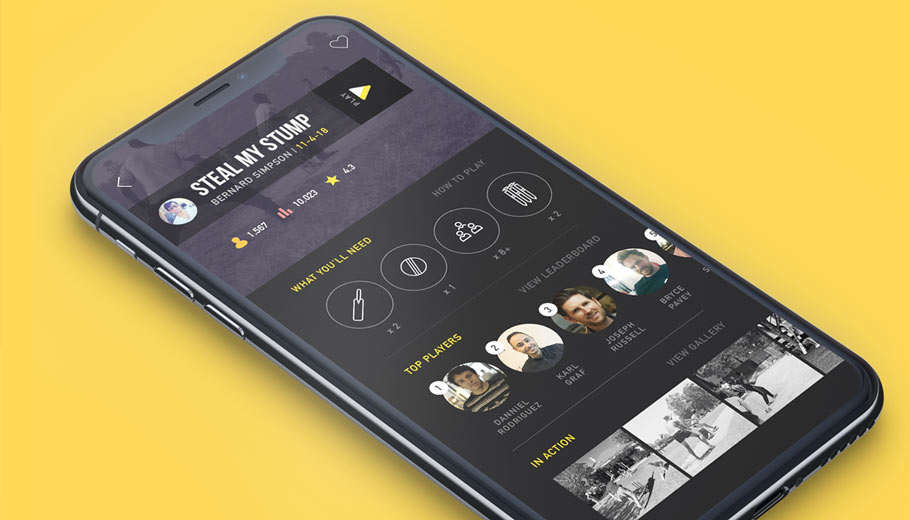 STEAL MY STUMP
BERNARD SIMPSON | 11-4-18
PLAY
1,567
10,023
4.3
WHAT YOU'LL NEED
HOW TO PLAY
x 2
x 1
x 8+
x 2
TOP PLAYERS
VIEW LEADERBOARD
1
2
3
4
DANNIEL
RODRIGUEZ
KARL
GRAF
JOSEPH
RUSSELL
BRYCE
PAVEY
IN ACTION
VIEW GALLERY